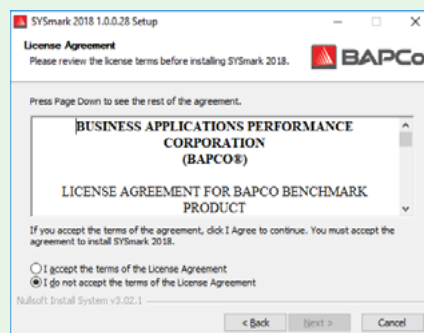 SYSmark 2018 1.0.0.28 Setup
License Agreement
Please review the license terms before installing SYSmark 2018.
BAPCo
Press Page Down to see the rest of the agreement.
BUSINESS APPLICATIONS PERFORMANCE
CORPORATION
(BAPCO®)
LICENSE AGREEMENT FOR BAPCO BENCHMARK
PRODUCT
If you accept the terms of the agreement, click I Agree to continue. You must accept the
agreement to install SYSmark 2018.
I accept the terms of the License Agreement
I do not accept the terms of the License Agreement
Nullsoft Install System v3.02.1
< Back Next > Cancel